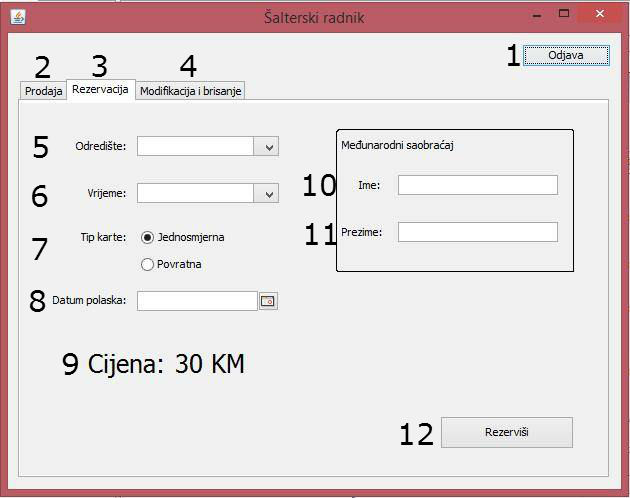 Šalterski radnik
1 Odjava
2 3 4
Prodaja Rezervacija Modifikacija i brisanje
5 Odredište:
Međunarodni saobraćaj
6 Vrijeme:
10 Ime:
7 Tip karte: Jednosmjerna
11 Prezime:
Povratna
8 Datum polaska:
9 Cijena: 30 KM
12 Rezerviši